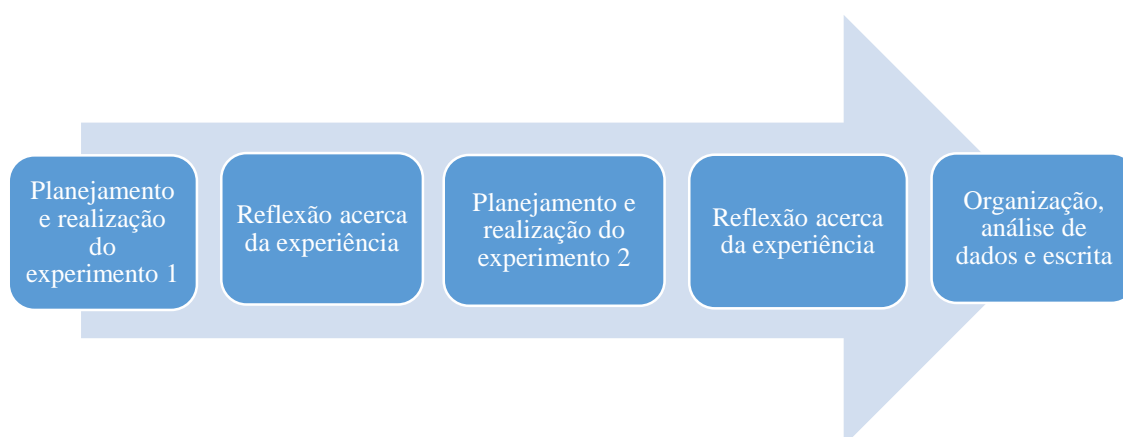 Planejamento
e realização
do
experimento 1
Reflexão acerca
da experiência
Planejamento e
realização do
experimento 2
Reflexão acerca
da experiência
Organização,
análise de
dados e escrita